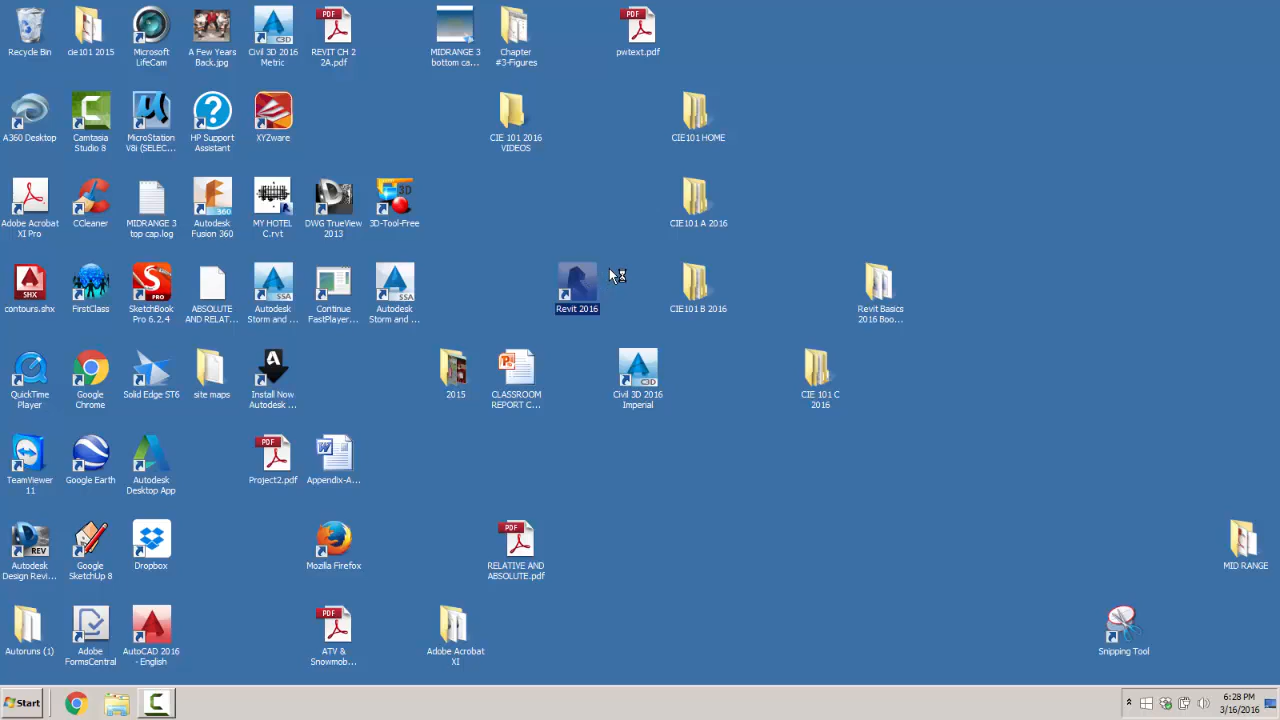 Recycle Bin
cie101 2015
Microsoft
LifeCam
A Few Years
Back.jpg
Civil 3D 2016
Metric
REVIT CH 2
2A.pdf
MIDRANGE 3
bottom ca...
Chapter
#3-Figures
pwtext.pdf
A360 Desktop
Camtasia
Studio 8
MicroStation
V8i (SELEC...
HP Support
Assistant
XYZware
CIE 101 2016
VIDEOS
CIE101 HOME
Adobe Acrobat
XI Pro
CCleaner
MIDRANGE 3
top cap.log
Autodesk
Fusion 360
MY HOTEL
C.rvt
DWG TrueView
2013
3D-Tool-Free
CIE101 A 2016
contours.shx
FirstClass
SketchBook
Pro 6.2.4
ABSOLUTE
AND RELAT...
Autodesk
Storm and ...
Continue
FastPlayer...
Autodesk
Storm and ...
Revit 2016
CIE101 B 2016
Revit Basics
2016 Boo...
QuickTime
Player
Google
Chrome
Solid Edge ST6
site maps
Install Now
Autodesk ...
2015
CLASSROOM
REPORT C...
Civil 3D 2016
Imperial
CIE 101 C
2016
TeamViewer
11
Google Earth
Autodesk
Desktop App
Project2.pdf
Appendix-A...
Autodesk
Design Revi...
Google
SketchUp 8
Dropbox
Mozilla Firefox
RELATIVE AND
ABSOLUTE.pdf
MID RANGE
Autoruns (1)
Adobe
FormsCentral
AutoCAD 2016
- English
ATV &
Snowmob...
Adobe Acrobat
XI
Snipping Tool
Start
6:28 PM
3/16/2016